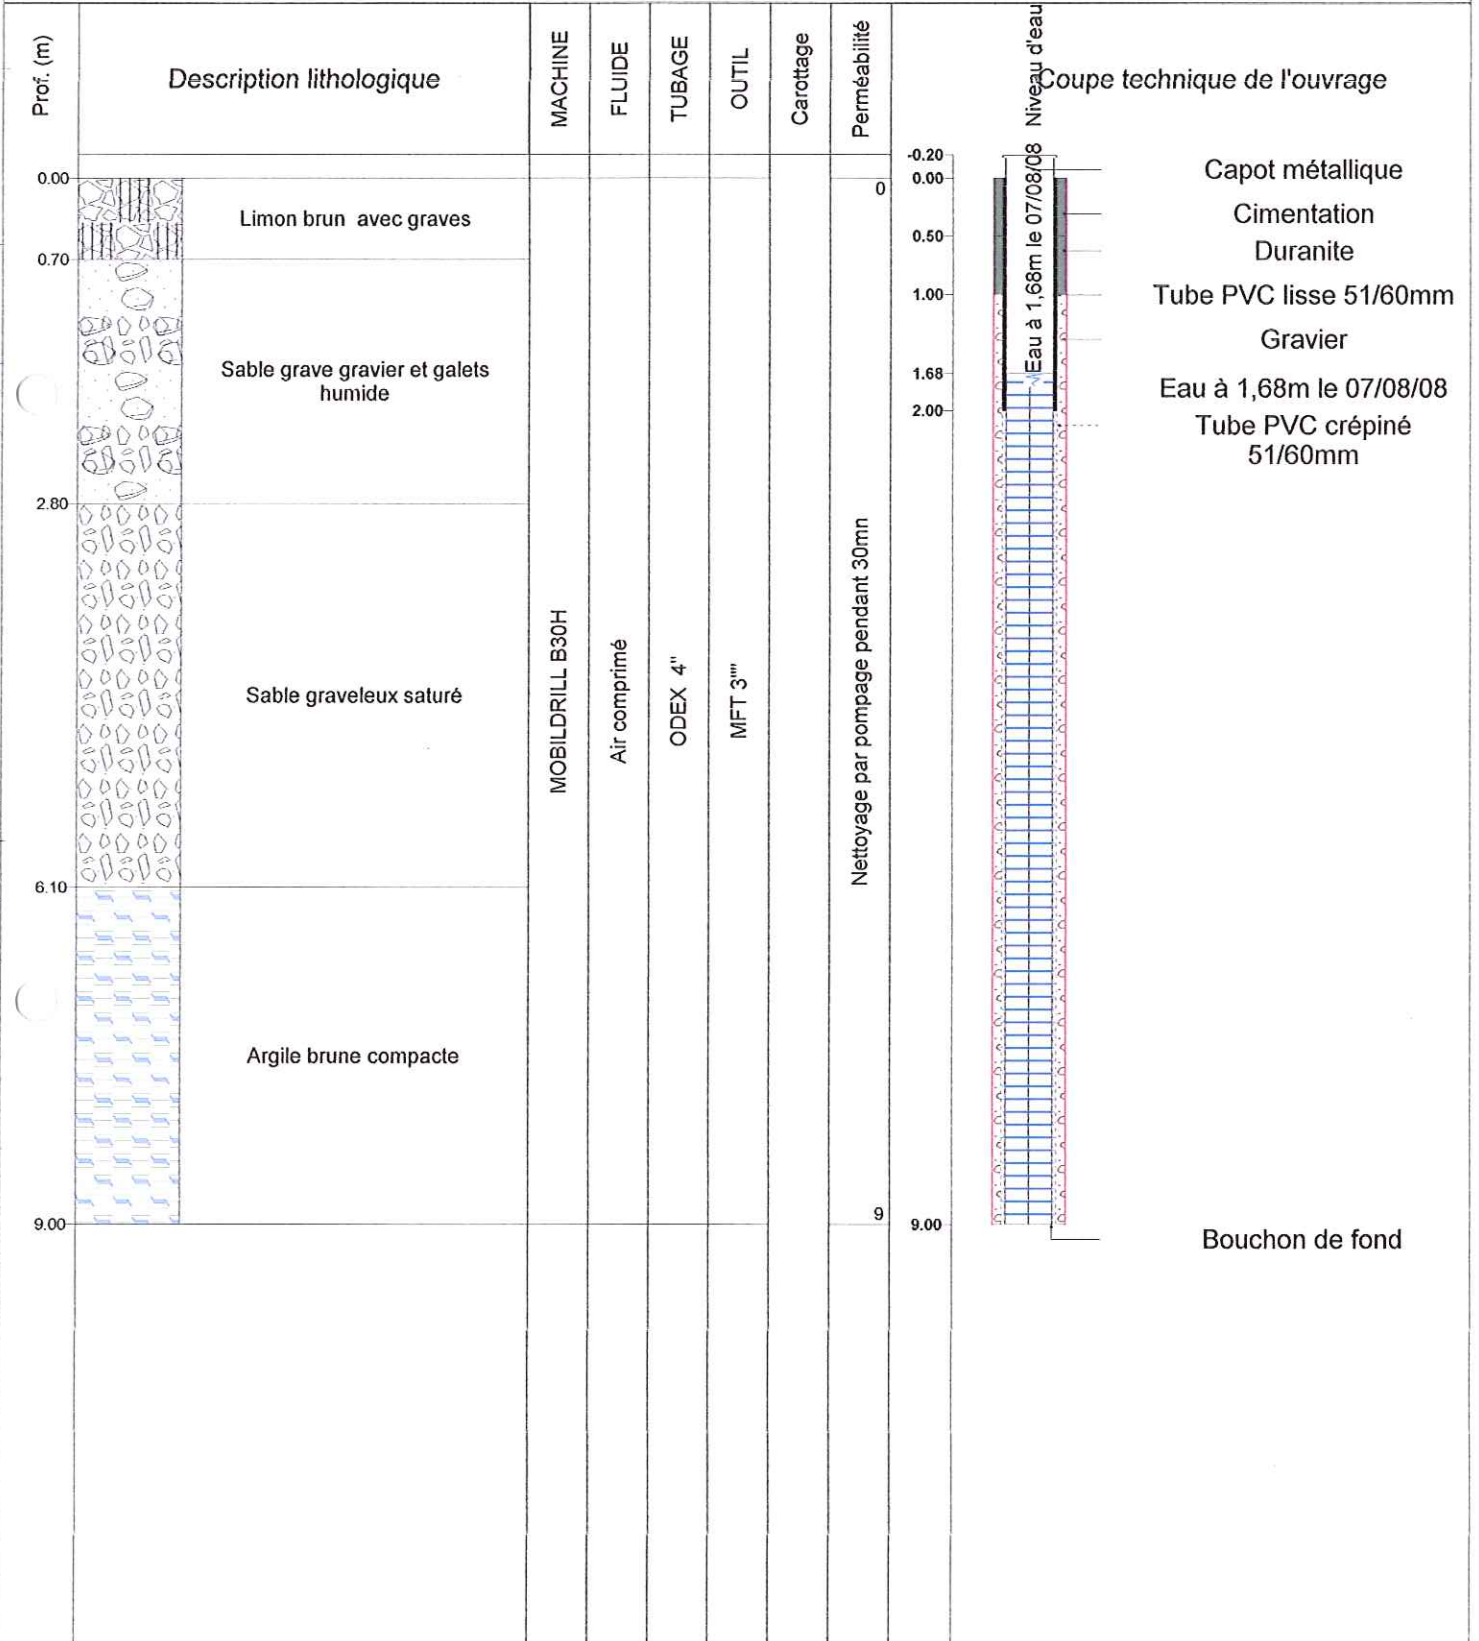 Prof. (m)
Description lithologique
MACHINE
FLUIDE
TUBAGE
OUTIL
Carottage
Perméabilité
Niveau d'eau
Coupe technique de l'ouvrage
0.00
0.70
2.80
6.10
9.00
Limon brun avec graves
Sable grave gravier et galets
humide
Sable graveleux saturé
Argile brune compacte
MOBILDRILL B30H
Air comprimé
ODEX 4"
MFT 3""
0
Nettoyage par pompage pendant 30mn
9
-0.20
0.00
0.50
1.00
1.68
2.00
9.00
Eau à 1,68m le 07/08/08
Capot métallique
Cimentation
Duranite
Tube PVC lisse 51/60mm
Gravier
Eau à 1,68m le 07/08/08
Tube PVC crépiné
51/60mm
Bouchon de fond